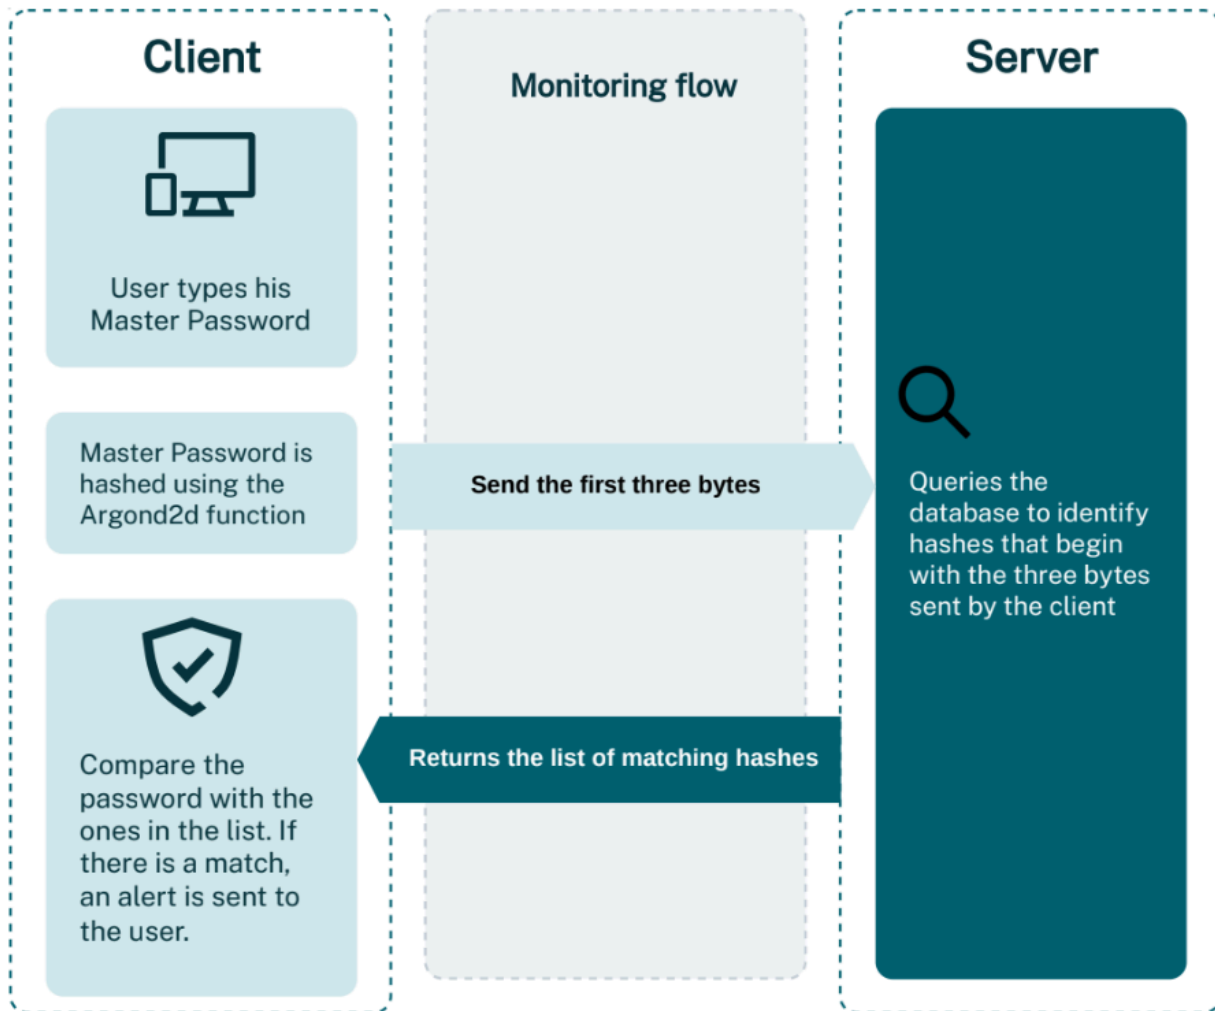 Client
Monitoring flow
Server
User types his
Master Password
Master Password is
hashed using the
Argond2d function
Send the first three bytes
Queries the
database to identify
hashes that begin
with the three bytes
sent by the client
Returns the list of matching hashes
Compare the
password with the
ones in the list. If
there is a match,
an alert is sent to
the user.